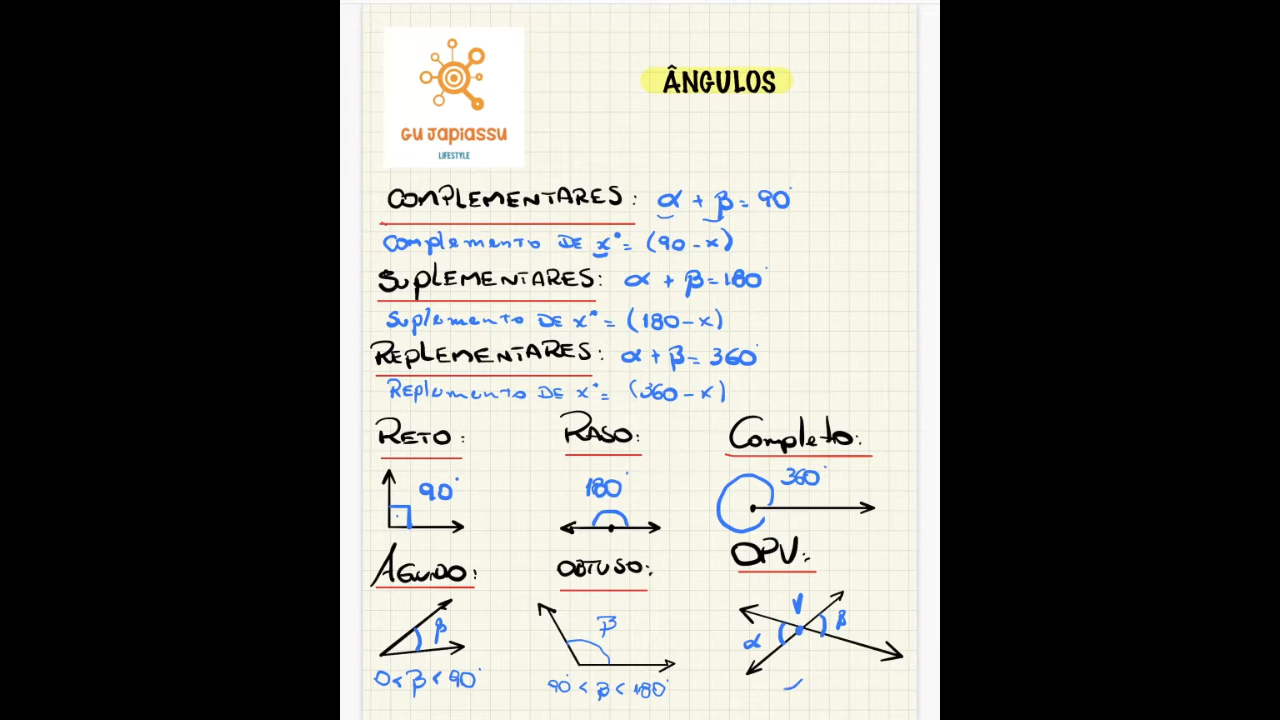 ÂNGULOS
GU JAPIASSU
LIFESTYLE
COMPLEMENTARES: α + β = 90°
Complemento DE x° = (90 - x)
SUPLEMENTARES: α + β = 180°
Suplemento DE x° = (180 - x)
REPLEMENTARES: α + β = 360°
Replemento DE x° = (360 - x)
RETO: RASO: Completo:
90° 180° 360°
AGUDO: OBTUSO: OPV:
β β α V β
0 < β < 90° 90° < β < 180°